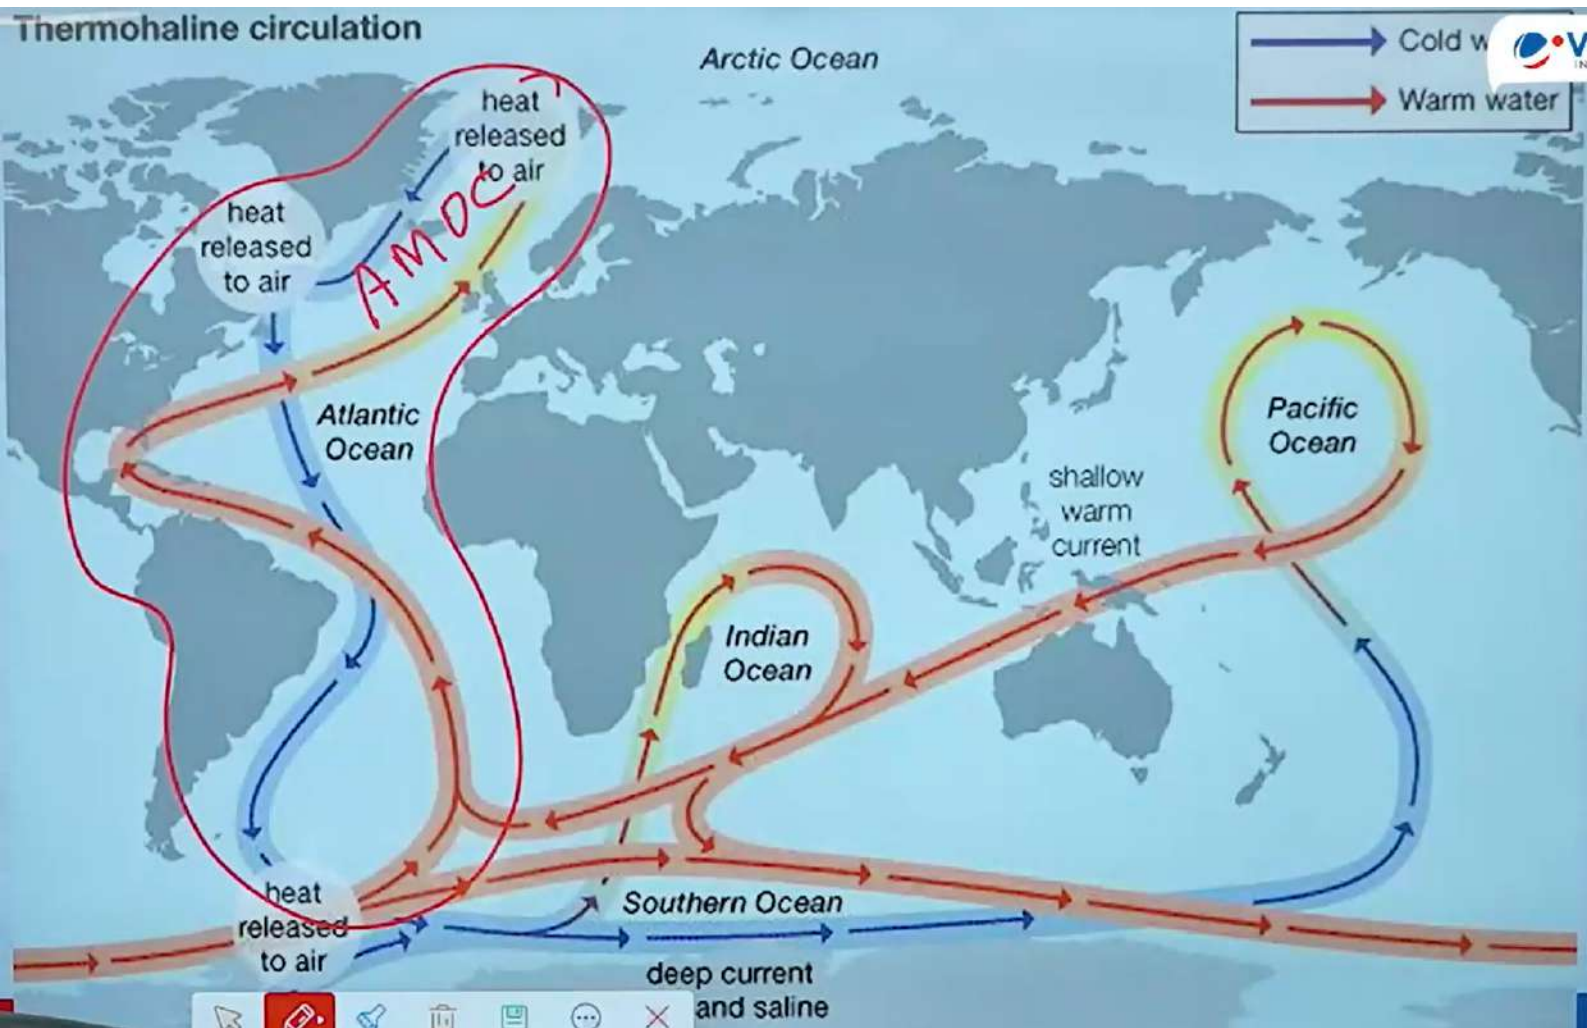 Thermohaline circulation
Arctic Ocean
Cold
Warm water
heat
released
to air
AMOC
heat
released
to air
Atlantic
Ocean
Pacific
Ocean
shallow
warm
current
Indian
Ocean
heat
released
to air
Southern Ocean
deep current
and saline